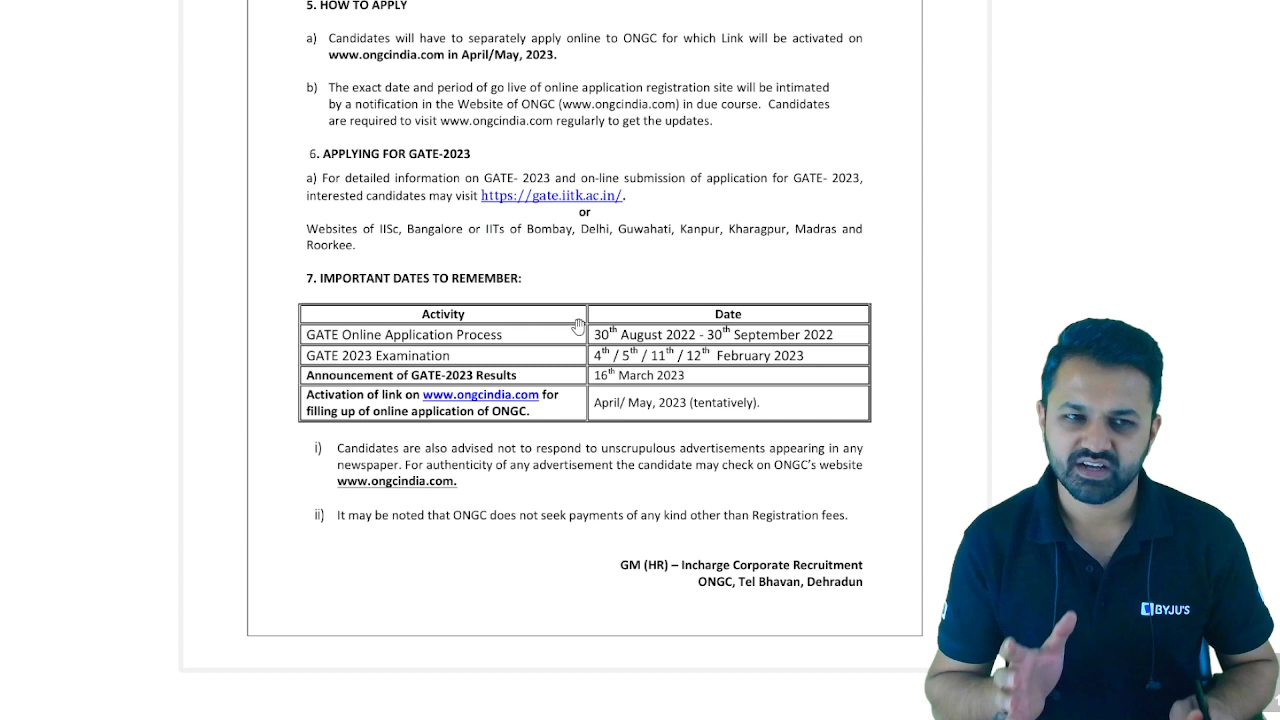 5. HOW TO APPLY
a) Candidates will have to separately apply online to ONGC for which Link will be activated on
www.ongcindia.com in April/May, 2023.
b) The exact date and period of go live of online application registration site will be intimated
by a notification in the Website of ONGC (www.ongcindia.com) in due course. Candidates
are required to visit www.ongcindia.com regularly to get the updates.
6. APPLYING FOR GATE-2023
a) For detailed information on GATE- 2023 and on-line submission of application for GATE- 2023,
interested candidates may visit https://gate.iitk.ac.in/.
or
Websites of IISc, Bangalore or IITs of Bombay, Delhi, Guwahati, Kanpur, Kharagpur, Madras and
Roorkee.
7. IMPORTANT DATES TO REMEMBER:
Activity Date
GATE Online Application Process 30th August 2022 - 30th September 2022
GATE 2023 Examination 4th / 5th / 11th / 12th February 2023
Announcement of GATE-2023 Results 16th March 2023
Activation of link on www.ongcindia.com for
filling up of online application of ONGC. April/ May, 2023 (tentatively).
i) Candidates are also advised not to respond to unscrupulous advertisements appearing in any
newspaper. For authenticity of any advertisement the candidate may check on ONGC's website
www.ongcindia.com.
ii) It may be noted that ONGC does not seek payments of any kind other than Registration fees.
GM (HR) – Incharge Corporate Recruitment
ONGC, Tel Bhavan, Dehradun
BYJU'S